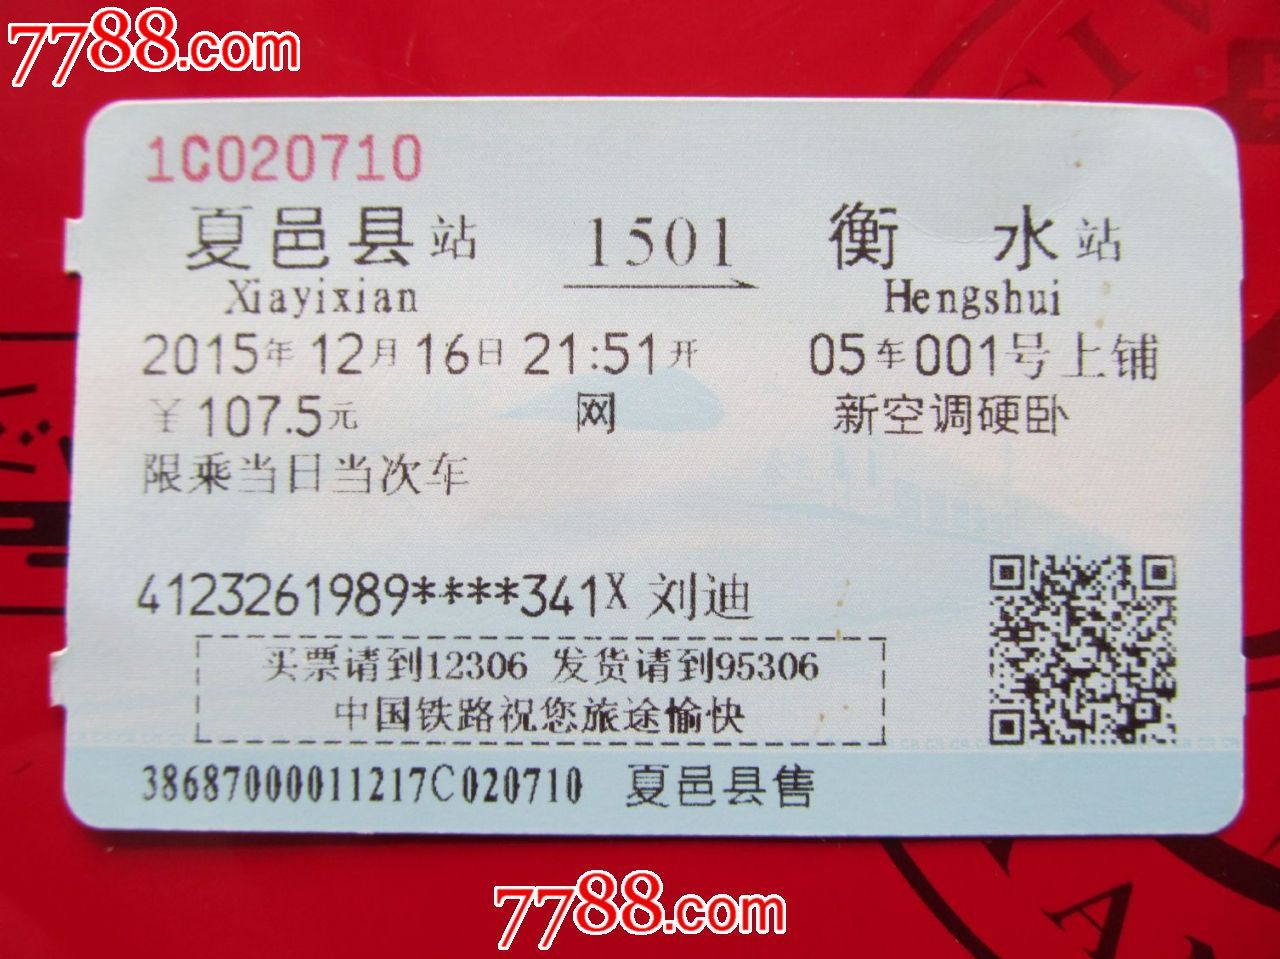 7788.com
1C020710
夏邑县站 1501 衡水站
Xiayixian Hengshui
2015年12月16日21:51开 05车001号上铺
￥107.5元 网 新空调硬卧
限乘当日当次车
4123261989****341X 刘迪
买票请到12306 发货请到95306
中国铁路祝您旅途愉快
38687000011217C020710 夏邑县售
7788.com